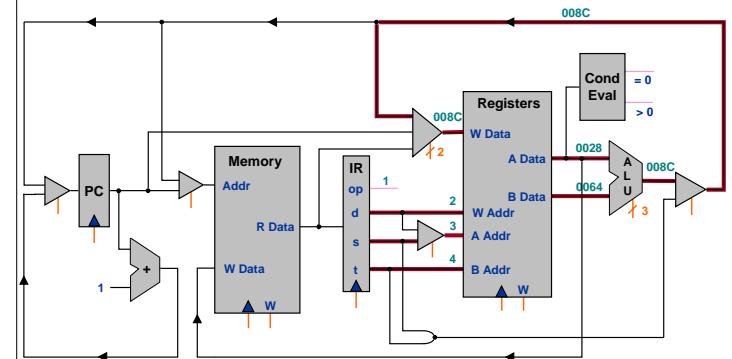 008C
Cond
Eval
= 0
> 0
Registers
008C
W Data
2
A Data
0028
A
L
U
008C
B Data
0064
3
Memory
IR
PC
Addr
op
1
R Data
d
2
W Addr
s
3
A Addr
+
W Data
t
4
B Addr
1
W
W